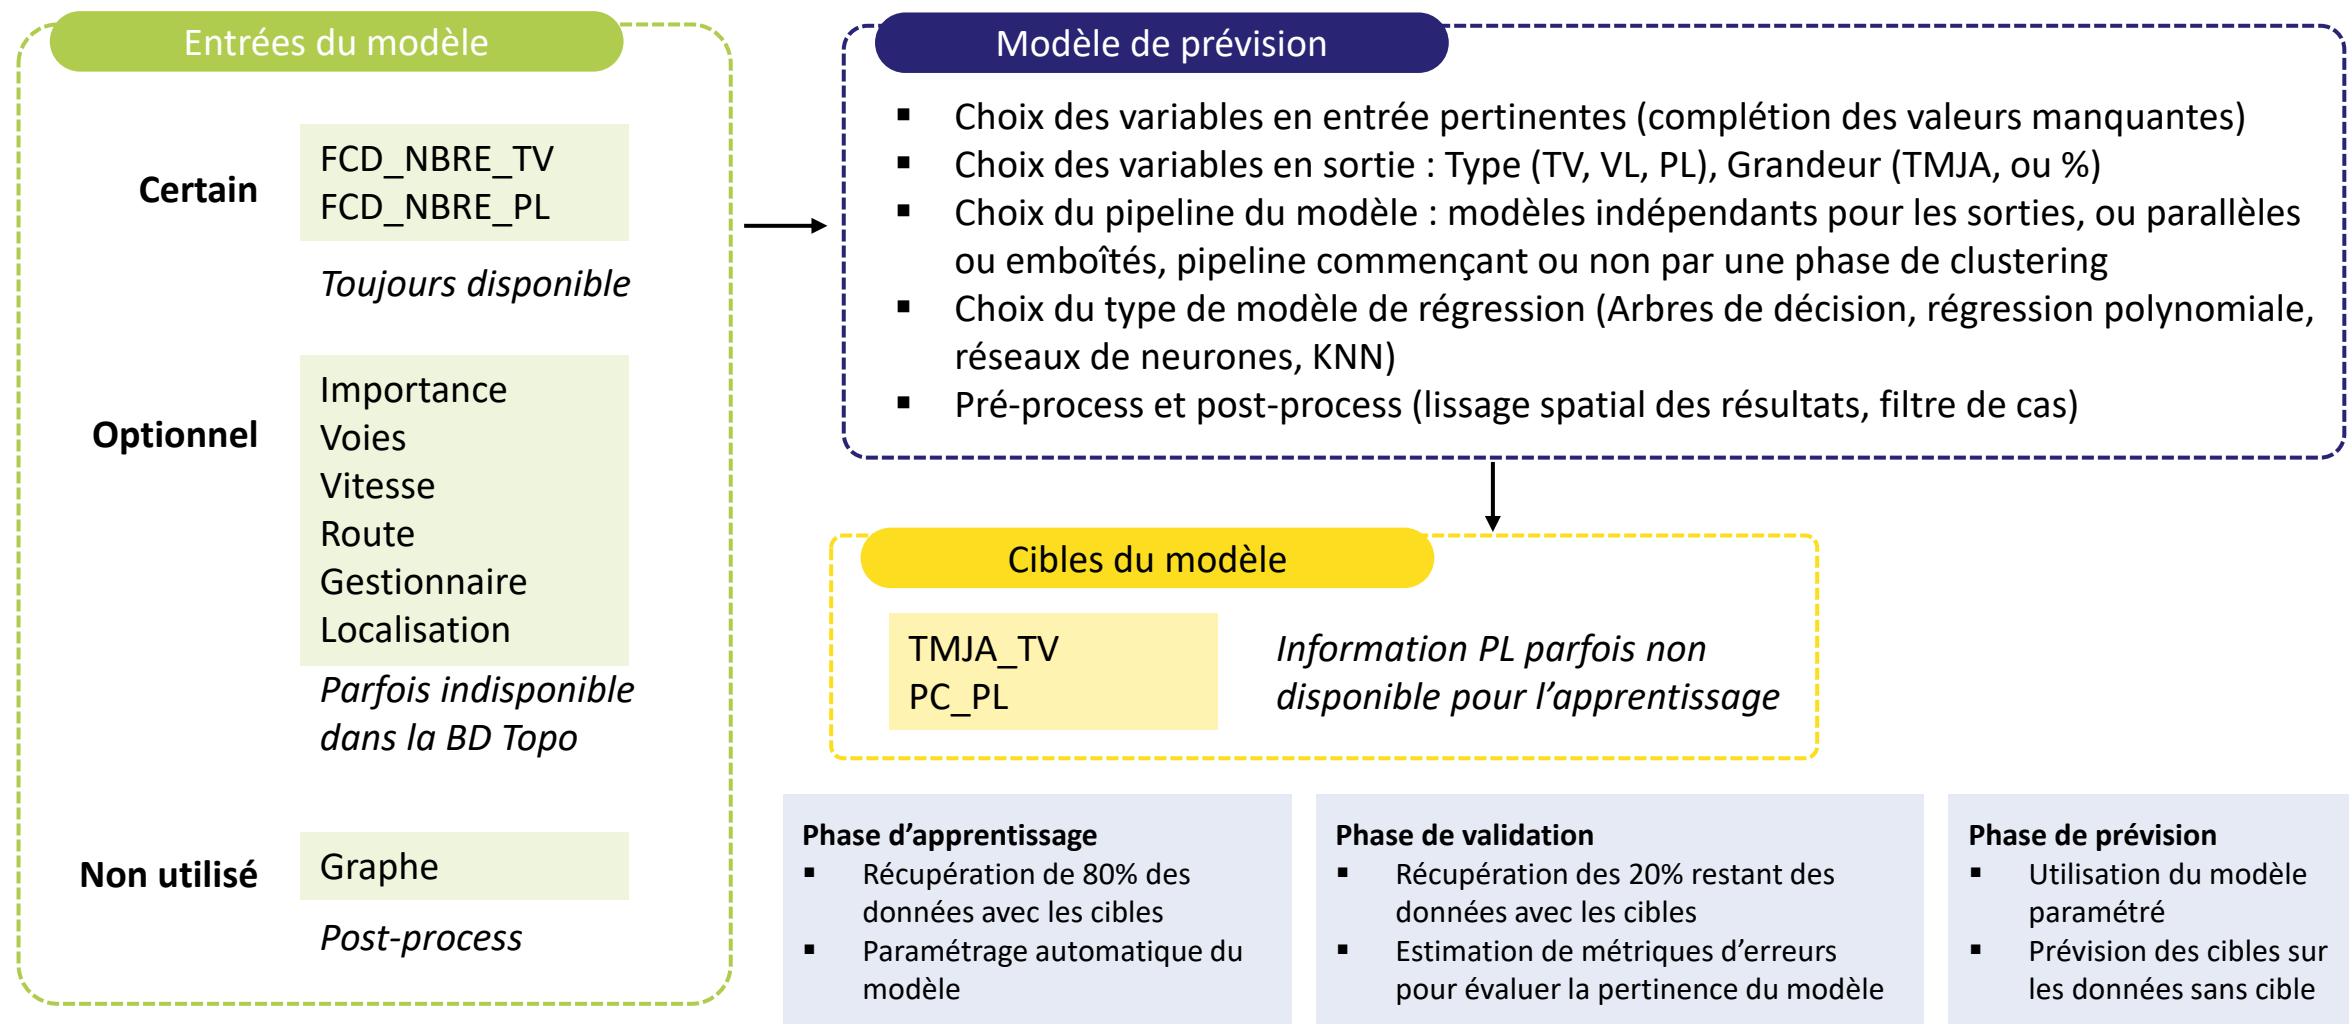 Entrées du modèle
Certain
FCD_NBRE_TV
FCD_NBRE_PL
Toujours disponible
Optionnel
Importance
Voies
Vitesse
Route
Gestionnaire
Localisation
Parfois indisponible
dans la BD Topo
Non utilisé
Graphe
Post-process
Modèle de prévision
▪ Choix des variables en entrée pertinentes (complétion des valeurs manquantes)
▪ Choix des variables en sortie : Type (TV, VL, PL), Grandeur (TMJA, ou %)
▪ Choix du pipeline du modèle : modèles indépendants pour les sorties, ou parallèles
ou emboîtés, pipeline commençant ou non par une phase de clustering
▪ Choix du type de modèle de régression (Arbres de décision, régression polynomiale,
réseaux de neurones, KNN)
▪ Pré-process et post-process (lissage spatial des résultats, filtre de cas)
Cibles du modèle
TMJA_TV
PC_PL
Information PL parfois non
disponible pour l’apprentissage
Phase d’apprentissage
▪ Récupération de 80% des
données avec les cibles
▪ Paramétrage automatique du
modèle
Phase de validation
▪ Récupération des 20% restant des
données avec les cibles
▪ Estimation de métriques d’erreurs
pour évaluer la pertinence du modèle
Phase de prévision
▪ Utilisation du modèle
paramétré
▪ Prévision des cibles sur
les données sans cible